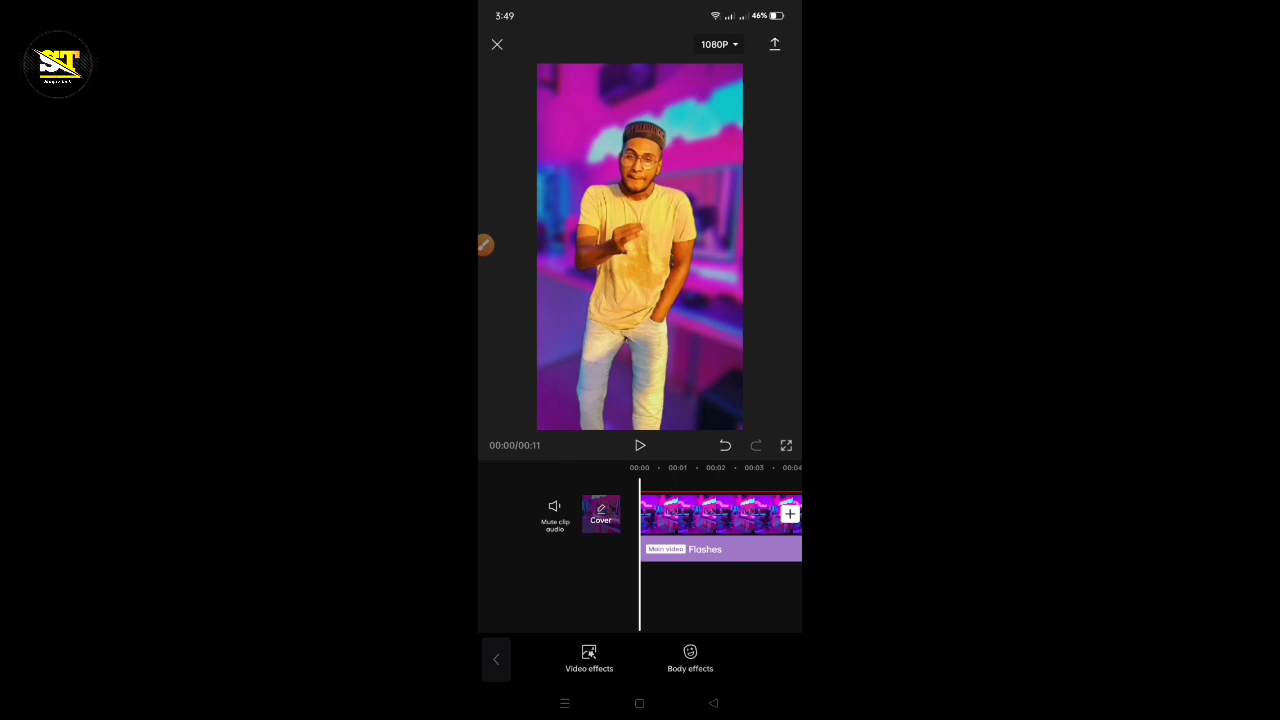 3:49
46%
ST
1080P
00:00/00:11
00:00 00:01 00:02 00:03 00:04
Mute clip
audio
Cover
Main video Flashes
Video effects
Body effects